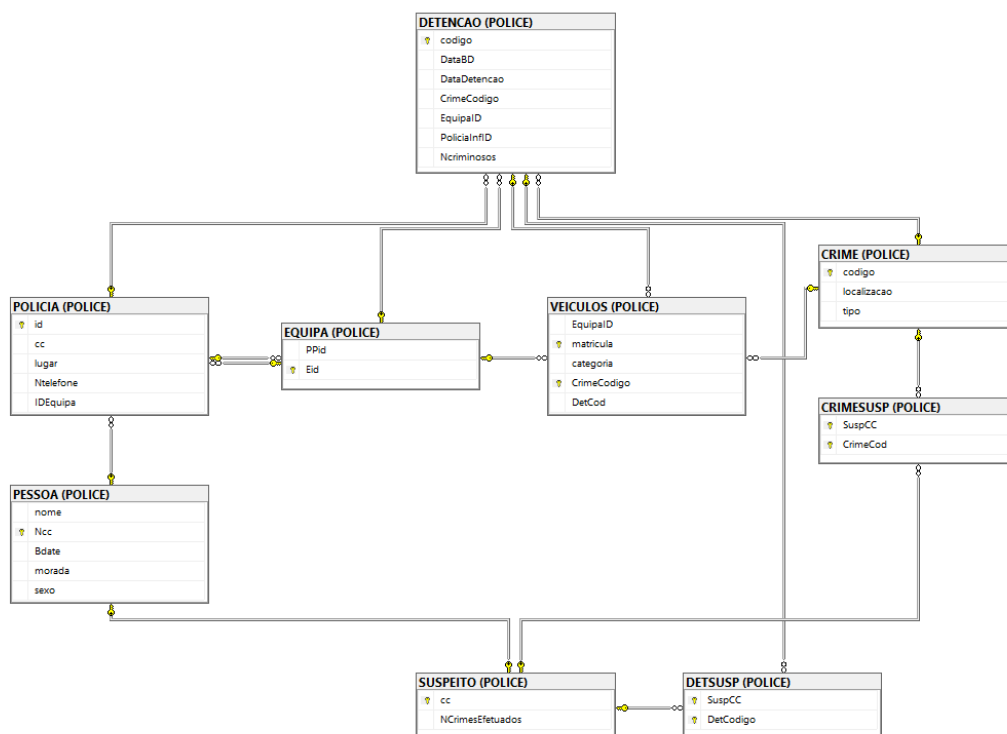 DETENCAO (POLICE)
codigo
DataBD
DataDetencao
CrimeCodigo
EquipaID
PoliciaInfID
Ncriminosos
CRIME (POLICE)
codigo
localizacao
tipo
POLICIA (POLICE)
id
cc
lugar
Ntelefone
IDEquipa
EQUIPA (POLICE)
PPid
Eid
VEICULOS (POLICE)
EquipaID
matricula
categoria
CrimeCodigo
DetCod
CRIMESUSP (POLICE)
SuspCC
CrimeCod
PESSOA (POLICE)
nome
Ncc
Bdate
morada
sexo
SUSPEITO (POLICE)
cc
NCrimesEfetuados
DETSUSP (POLICE)
SuspCC
DetCodigo